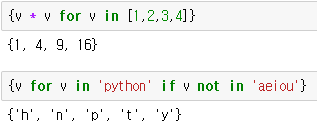 {v * v for v in [1,2,3,4]}
{1, 4, 9, 16}
{v for v in 'python' if v not in 'aeiou'}
{'h', 'n', 'p', 't', 'y'}